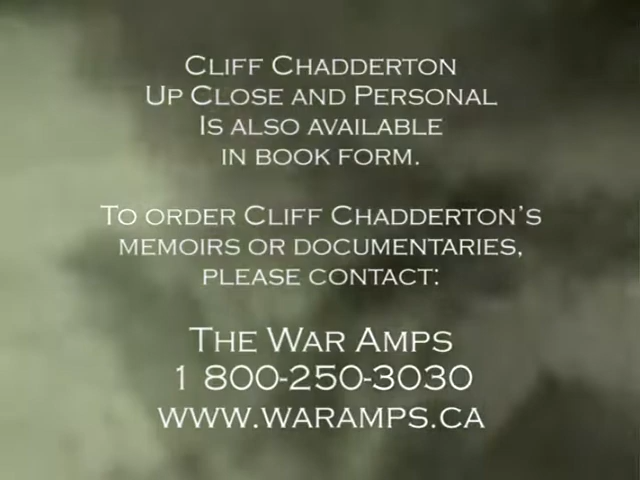 Cliff Chadderton
Up Close and Personal
Is also available
in book form.
To order Cliff Chadderton's
memoirs or documentaries,
please contact:
The War Amps
1 800-250-3030
www.waramps.ca